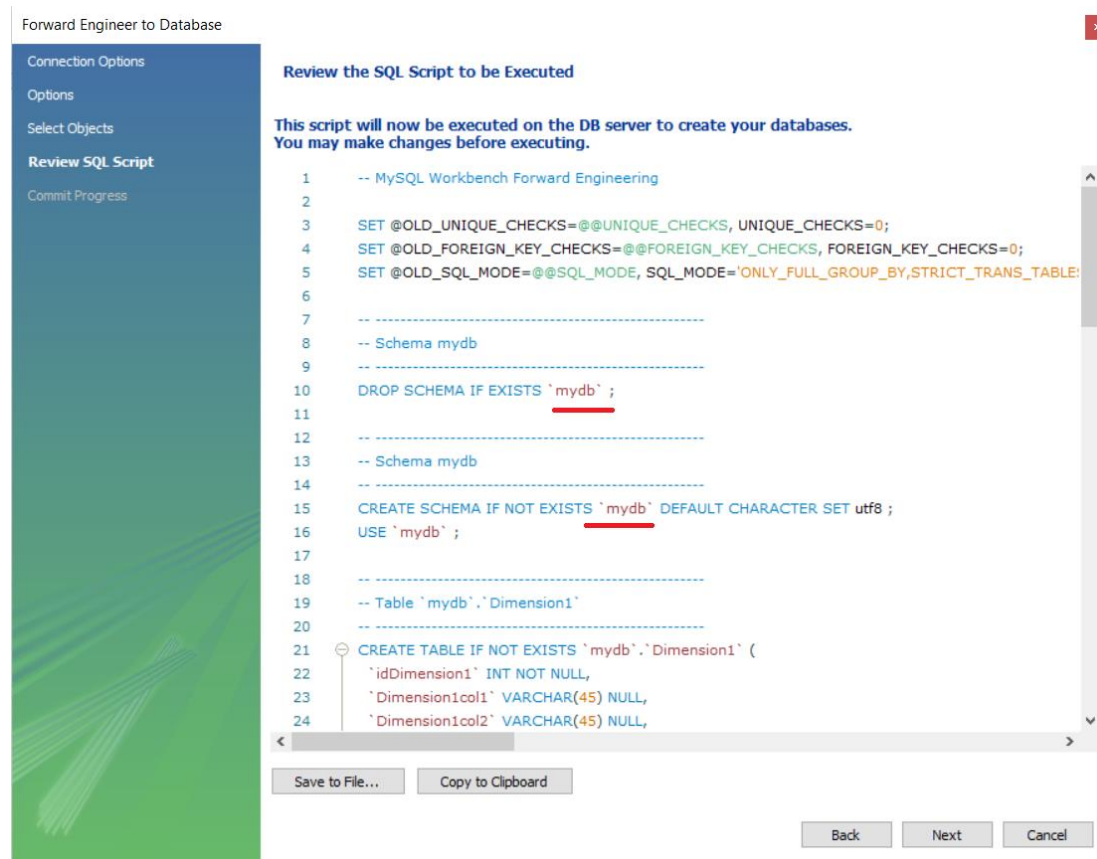 Forward Engineer to Database
Connection Options
Options
Select Objects
Review SQL Script
Commit Progress
Review the SQL Script to be Executed
This script will now be executed on the DB server to create your databases.
You may make changes before executing.
1 -- MySQL Workbench Forward Engineering
2
3 SET @OLD_UNIQUE_CHECKS=@@UNIQUE_CHECKS, UNIQUE_CHECKS=0;
4 SET @OLD_FOREIGN_KEY_CHECKS=@@FOREIGN_KEY_CHECKS, FOREIGN_KEY_CHECKS=0;
5 SET @OLD_SQL_MODE=@@SQL_MODE, SQL_MODE='ONLY_FULL_GROUP_BY,STRICT_TRANS_TABLES
6
7 -- -----------------------------------------------------
8 -- Schema mydb
9 -- -----------------------------------------------------
10 DROP SCHEMA IF EXISTS `mydb` ;
11
12 -- -----------------------------------------------------
13 -- Schema mydb
14 -- -----------------------------------------------------
15 CREATE SCHEMA IF NOT EXISTS `mydb` DEFAULT CHARACTER SET utf8 ;
16 USE `mydb` ;
17
18 -- -----------------------------------------------------
19 -- Table `mydb`.`Dimension1`
20 -- -----------------------------------------------------
21 CREATE TABLE IF NOT EXISTS `mydb`.`Dimension1` (
22 `idDimension1` INT NOT NULL,
23 `Dimension1col1` VARCHAR(45) NULL,
24 `Dimension1col2` VARCHAR(45) NULL,
Save to File...
Copy to Clipboard
Back
Next
Cancel